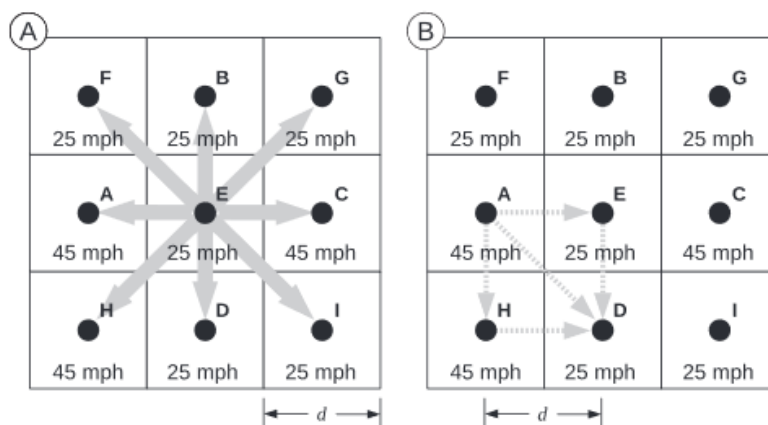 A B
F B G F B G
25 mph 25 mph 25 mph 25 mph 25 mph 25 mph
A E C A E C
45 mph 25 mph 45 mph 45 mph 25 mph 25 mph
H D I H D I
45 mph 25 mph 25 mph 45 mph 25 mph 25 mph
d d